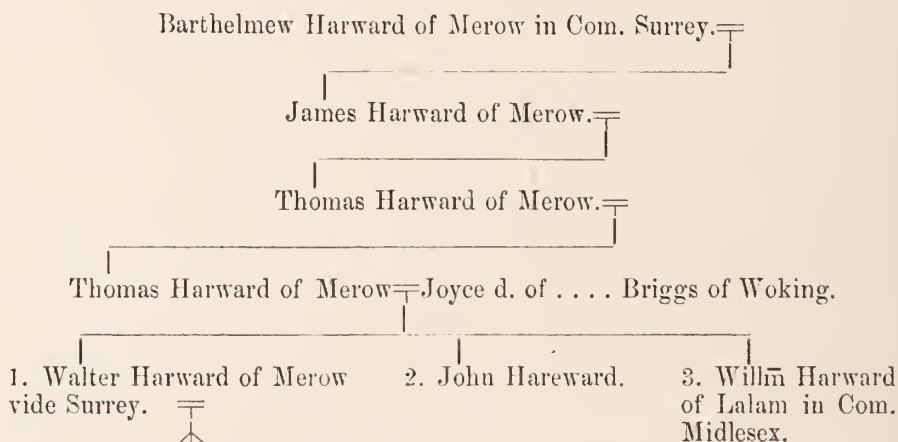 Barthelmew Harward of Merow in Com. Surrey.
James Harward of Merow.
Thomas Harward of Merow.
Thomas Harward of Merow Joyce d. of .... Briggs of Woking.
1. Walter Harward of Merow
vide Surrey.
2. John Hareward.
3. Willm̄ Harward
of Lalam in Com.
Midlesex.